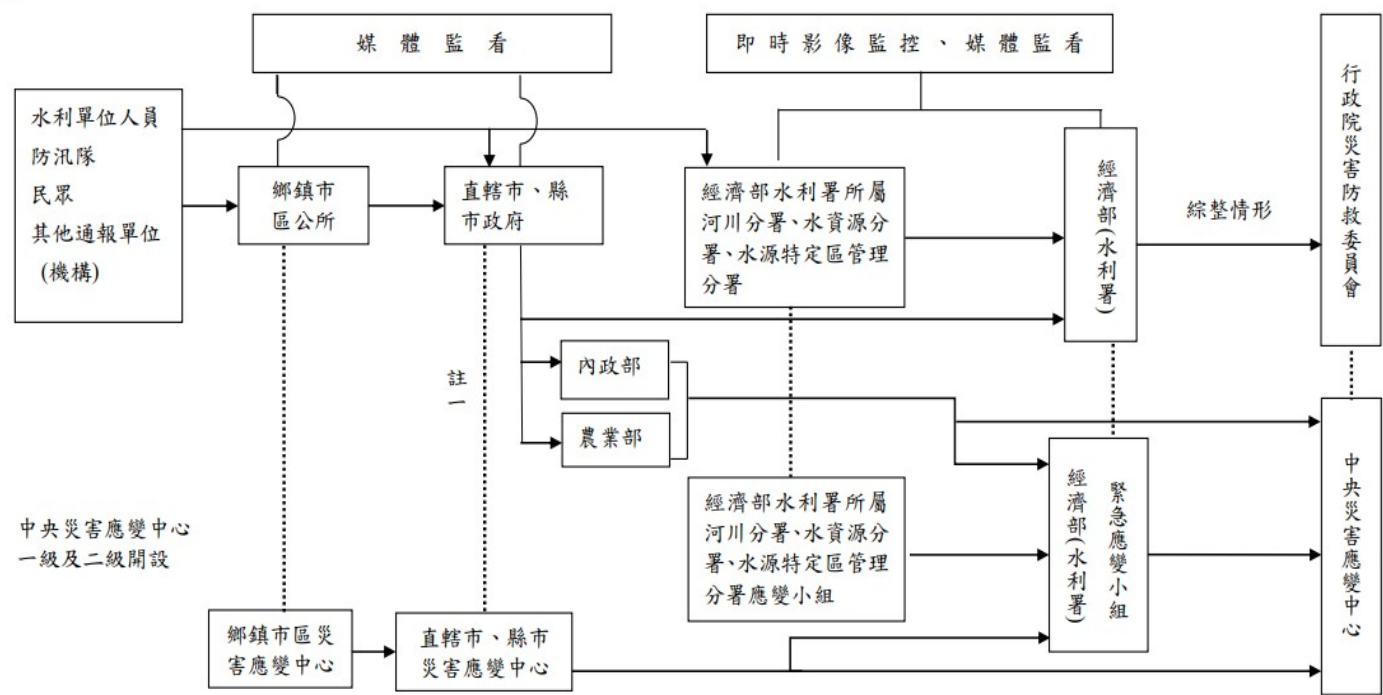 媒體監看
即時影像監控、媒體監看
水利單位人員
防汛隊
民眾
其他通報單位
(機構)
鄉鎮市
區公所
直轄市、縣
市政府
經濟部水利署所屬
河川分署、水資源分
署、水源特定區管理
分署
經濟部(水利署)
綜整情形
行政院災害防救委員會
註一
內政部
農業部
中央災害應變中心
一級及二級開設
經濟部水利署所屬
河川分署、水資源分
署、水源特定區管理
分署應變小組
經濟部(水利署)
緊急應變小組
中央災害應變中心
鄉鎮市區災
害應變中心
直轄市、縣市
災害應變中心